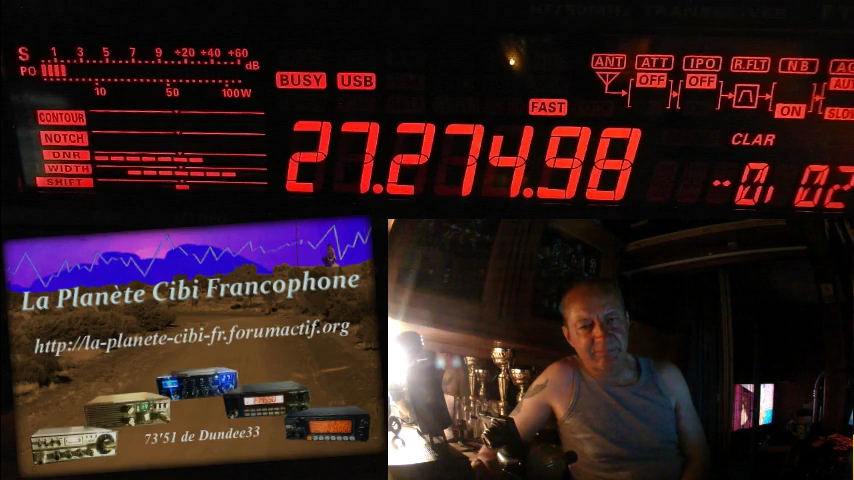 S 1 3 5 7 9 +20 +40 +60 dB
PO
10 50 100W
BUSY USB
ANT ATT IPO R.FLT NB
OFF OFF
ON
SLOW
FAST
CONTOUR
NOTCH
DNR
WIDTH
SHIFT
27.274.98
CLAR
La Planète Cibi Francophone
http://la-planete-cibi-fr.forumactif.org
73'51 de Dundee33